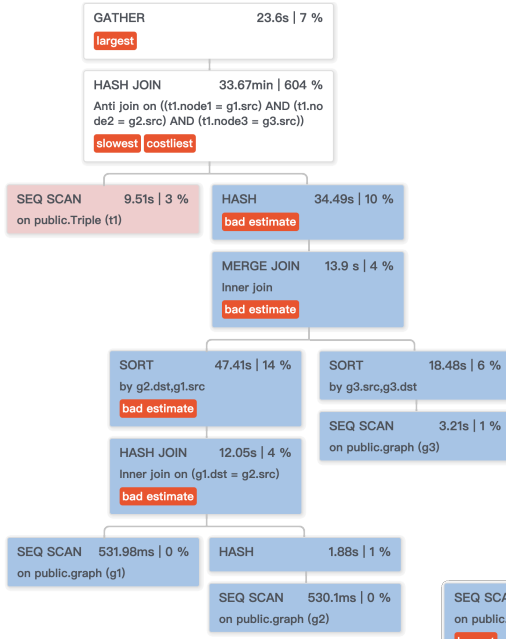 GATHER 23.6s | 7 %
largest
HASH JOIN 33.67min | 604 %
Anti join on ((t1.node1 = g1.src) AND (t1.no
de2 = g2.src) AND (t1.node3 = g3.src))
slowest costliest
SEQ SCAN 9.51s | 3 %
on public.Triple (t1)
HASH 34.49s | 10 %
bad estimate
MERGE JOIN 13.9 s | 4 %
Inner join
bad estimate
SORT 47.41s | 14 %
by g2.dst,g1.src
bad estimate
SORT 18.48s | 6 %
by g3.src,g3.dst
HASH JOIN 12.05s | 4 %
Inner join on (g1.dst = g2.src)
bad estimate
SEQ SCAN 3.21s | 1 %
on public.graph (g3)
SEQ SCAN 531.98ms | 0 %
on public.graph (g1)
HASH 1.88s | 1 %
SEQ SCAN 530.1ms | 0 %
on public.graph (g2)
SEQ SCA
on public.